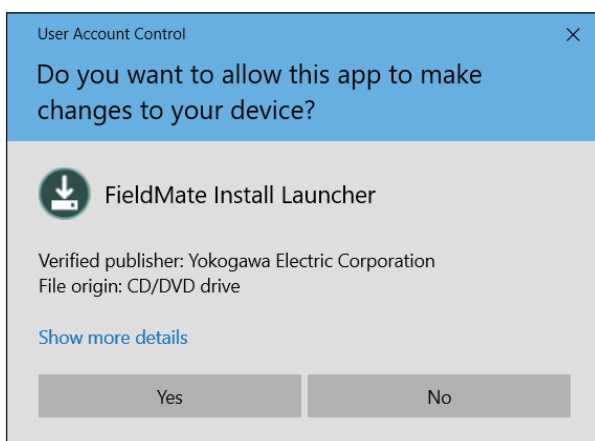 User Account Control
Do you want to allow this app to make
changes to your device?
FieldMate Install Launcher
Verified publisher: Yokogawa Electric Corporation
File origin: CD/DVD drive
Show more details
Yes
No